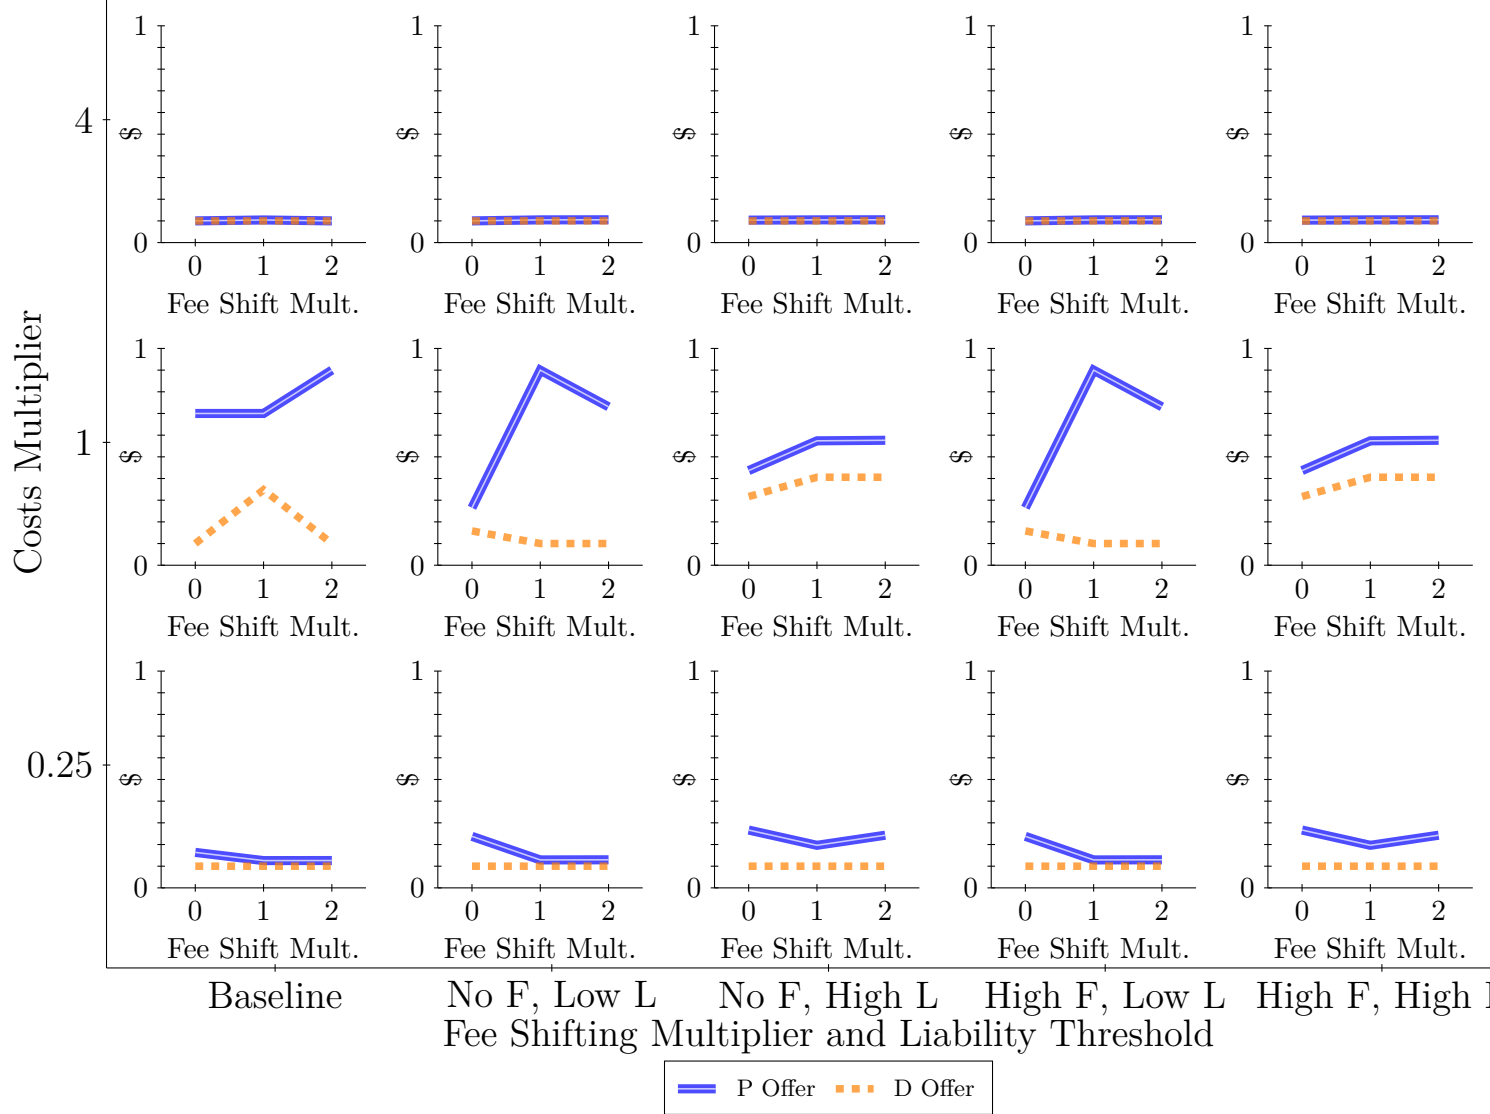 1 1 1 1 1
4 $ $ $ $ $
0 0 0 0 0
0 1 2 0 1 2 0 1 2 0 1 2 0 1 2
Fee Shift Mult. Fee Shift Mult. Fee Shift Mult. Fee Shift Mult. Fee Shift Mult.
Costs Multiplier
1 1 1 1 1
1 $ $ $ $ $
0 0 0 0 0
0 1 2 0 1 2 0 1 2 0 1 2 0 1 2
Fee Shift Mult. Fee Shift Mult. Fee Shift Mult. Fee Shift Mult. Fee Shift Mult.
1 1 1 1 1
0.25 $ $ $ $ $
0 0 0 0 0
0 1 2 0 1 2 0 1 2 0 1 2 0 1 2
Fee Shift Mult. Fee Shift Mult. Fee Shift Mult. Fee Shift Mult. Fee Shift Mult.
Baseline No F, Low L No F, High L High F, Low L High F, High
Fee Shifting Multiplier and Liability Threshold
P Offer D Offer